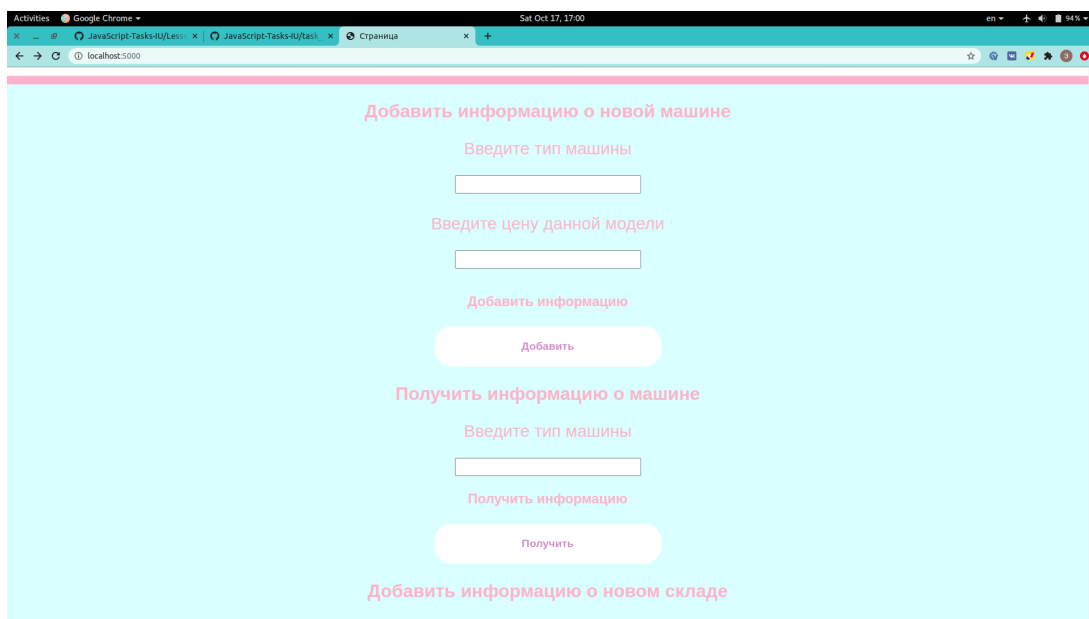 Activities Google Chrome Sat Oct 17, 17:00 en 94%
JavaScript-Tasks-IU/Less JavaScript-Tasks-IU/task Страница
localhost:5000
Добавить информацию о новой машине
Введите тип машины
Введите цену данной модели
Добавить информацию
Добавить
Получить информацию о машине
Введите тип машины
Получить информацию
Получить
Добавить информацию о новом складе